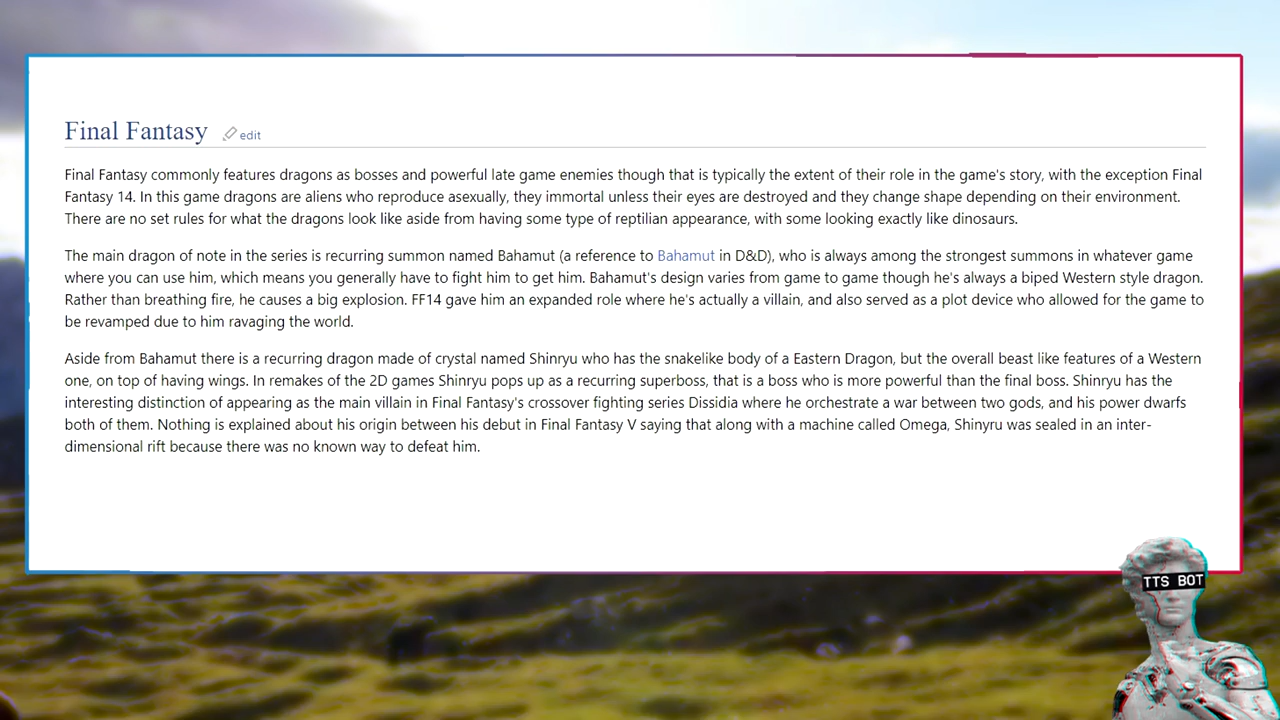 Final Fantasy edit
Final Fantasy commonly features dragons as bosses and powerful late game enemies though that is typically the extent of their role in the game's story, with the exception Final
Fantasy 14. In this game dragons are aliens who reproduce asexually, they immortal unless their eyes are destroyed and they change shape depending on their environment.
There are no set rules for what the dragons look like aside from having some type of reptilian appearance, with some looking exactly like dinosaurs.
The main dragon of note in the series is recurring summon named Bahamut (a reference to Bahamut in D&D), who is always among the strongest summons in whatever game
where you can use him, which means you generally have to fight him to get him. Bahamut's design varies from game to game though he's always a biped Western style dragon.
Rather than breathing fire, he causes a big explosion. FF14 gave him an expanded role where he's actually a villain, and also served as a plot device who allowed for the game to
be revamped due to him ravaging the world.
Aside from Bahamut there is a recurring dragon made of crystal named Shinryu who has the snakelike body of a Eastern Dragon, but the overall beast like features of a Western
one, on top of having wings. In remakes of the 2D games Shinryu pops up as a recurring superboss, that is a boss who is more powerful than the final boss. Shinryu has the
interesting distinction of appearing as the main villain in Final Fantasy's crossover fighting series Dissidia where he orchestrate a war between two gods, and his power dwarfs
both of them. Nothing is explained about his origin between his debut in Final Fantasy V saying that along with a machine called Omega, Shinyru was sealed in an inter-
dimensional rift because there was no known way to defeat him.
TTS BOT